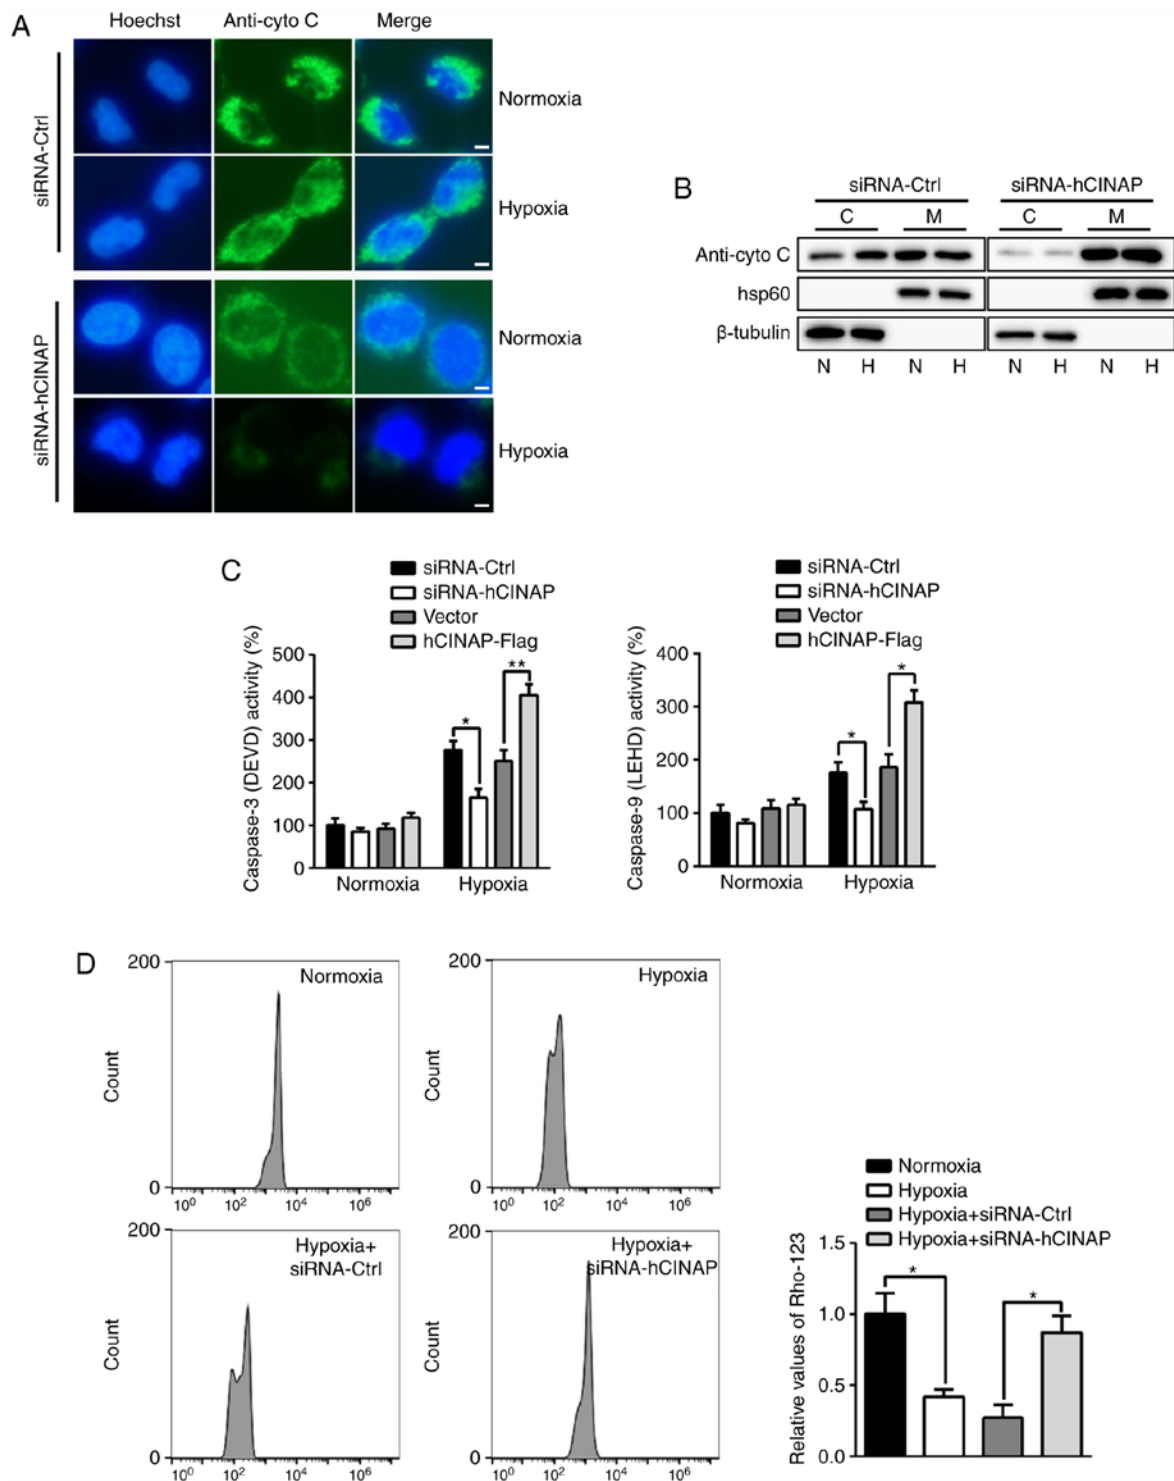 A
Hoechst Anti-cyto C Merge
siRNA-Ctrl
Normoxia
Hypoxia
siRNA-hCINAP
Normoxia
Hypoxia
B
siRNA-Ctrl siRNA-hCINAP
C M C M
Anti-cyto C
hsp60
β-tubulin
N H N H N H N H
C
siRNA-Ctrl
siRNA-hCINAP
Vector
hCINAP-Flag
Caspase-3 (DEVD) activity (%)
500
400
300
200
100
0
* **
Normoxia Hypoxia
siRNA-Ctrl
siRNA-hCINAP
Vector
hCINAP-Flag
Caspase-9 (LEHD) activity (%)
400
300
200
100
0
* *
Normoxia Hypoxia
D
200
Normoxia
Count
0
10⁰ 10² 10⁴ 10⁶
200
Hypoxia
Count
0
10⁰ 10² 10⁴ 10⁶
200
Hypoxia+
siRNA-Ctrl
Count
0
10⁰ 10² 10⁴ 10⁶
200
Hypoxia+
siRNA-hCINAP
Count
0
10⁰ 10² 10⁴ 10⁶
Normoxia
Hypoxia
Hypoxia+siRNA-Ctrl
Hypoxia+siRNA-hCINAP
Relative values of Rho-123
1.5
1.0
0.5
0.0
* *